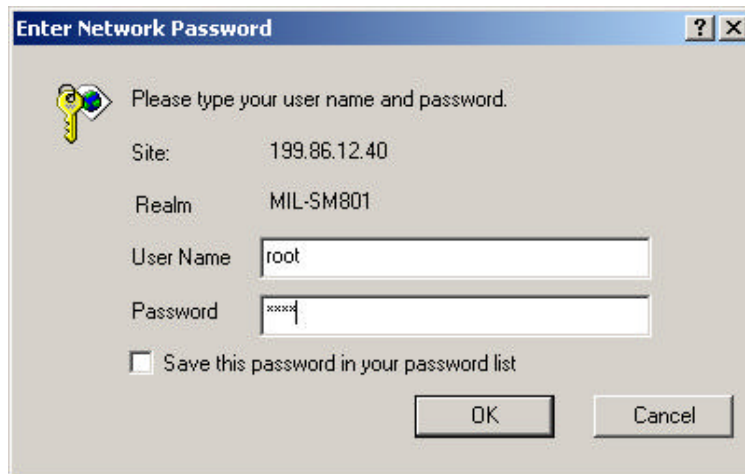 Enter Network Password
Please type your user name and password.
Site: 199.86.12.40
Realm MIL-SM801
User Name root
Password ****
Save this password in your password list
OK Cancel